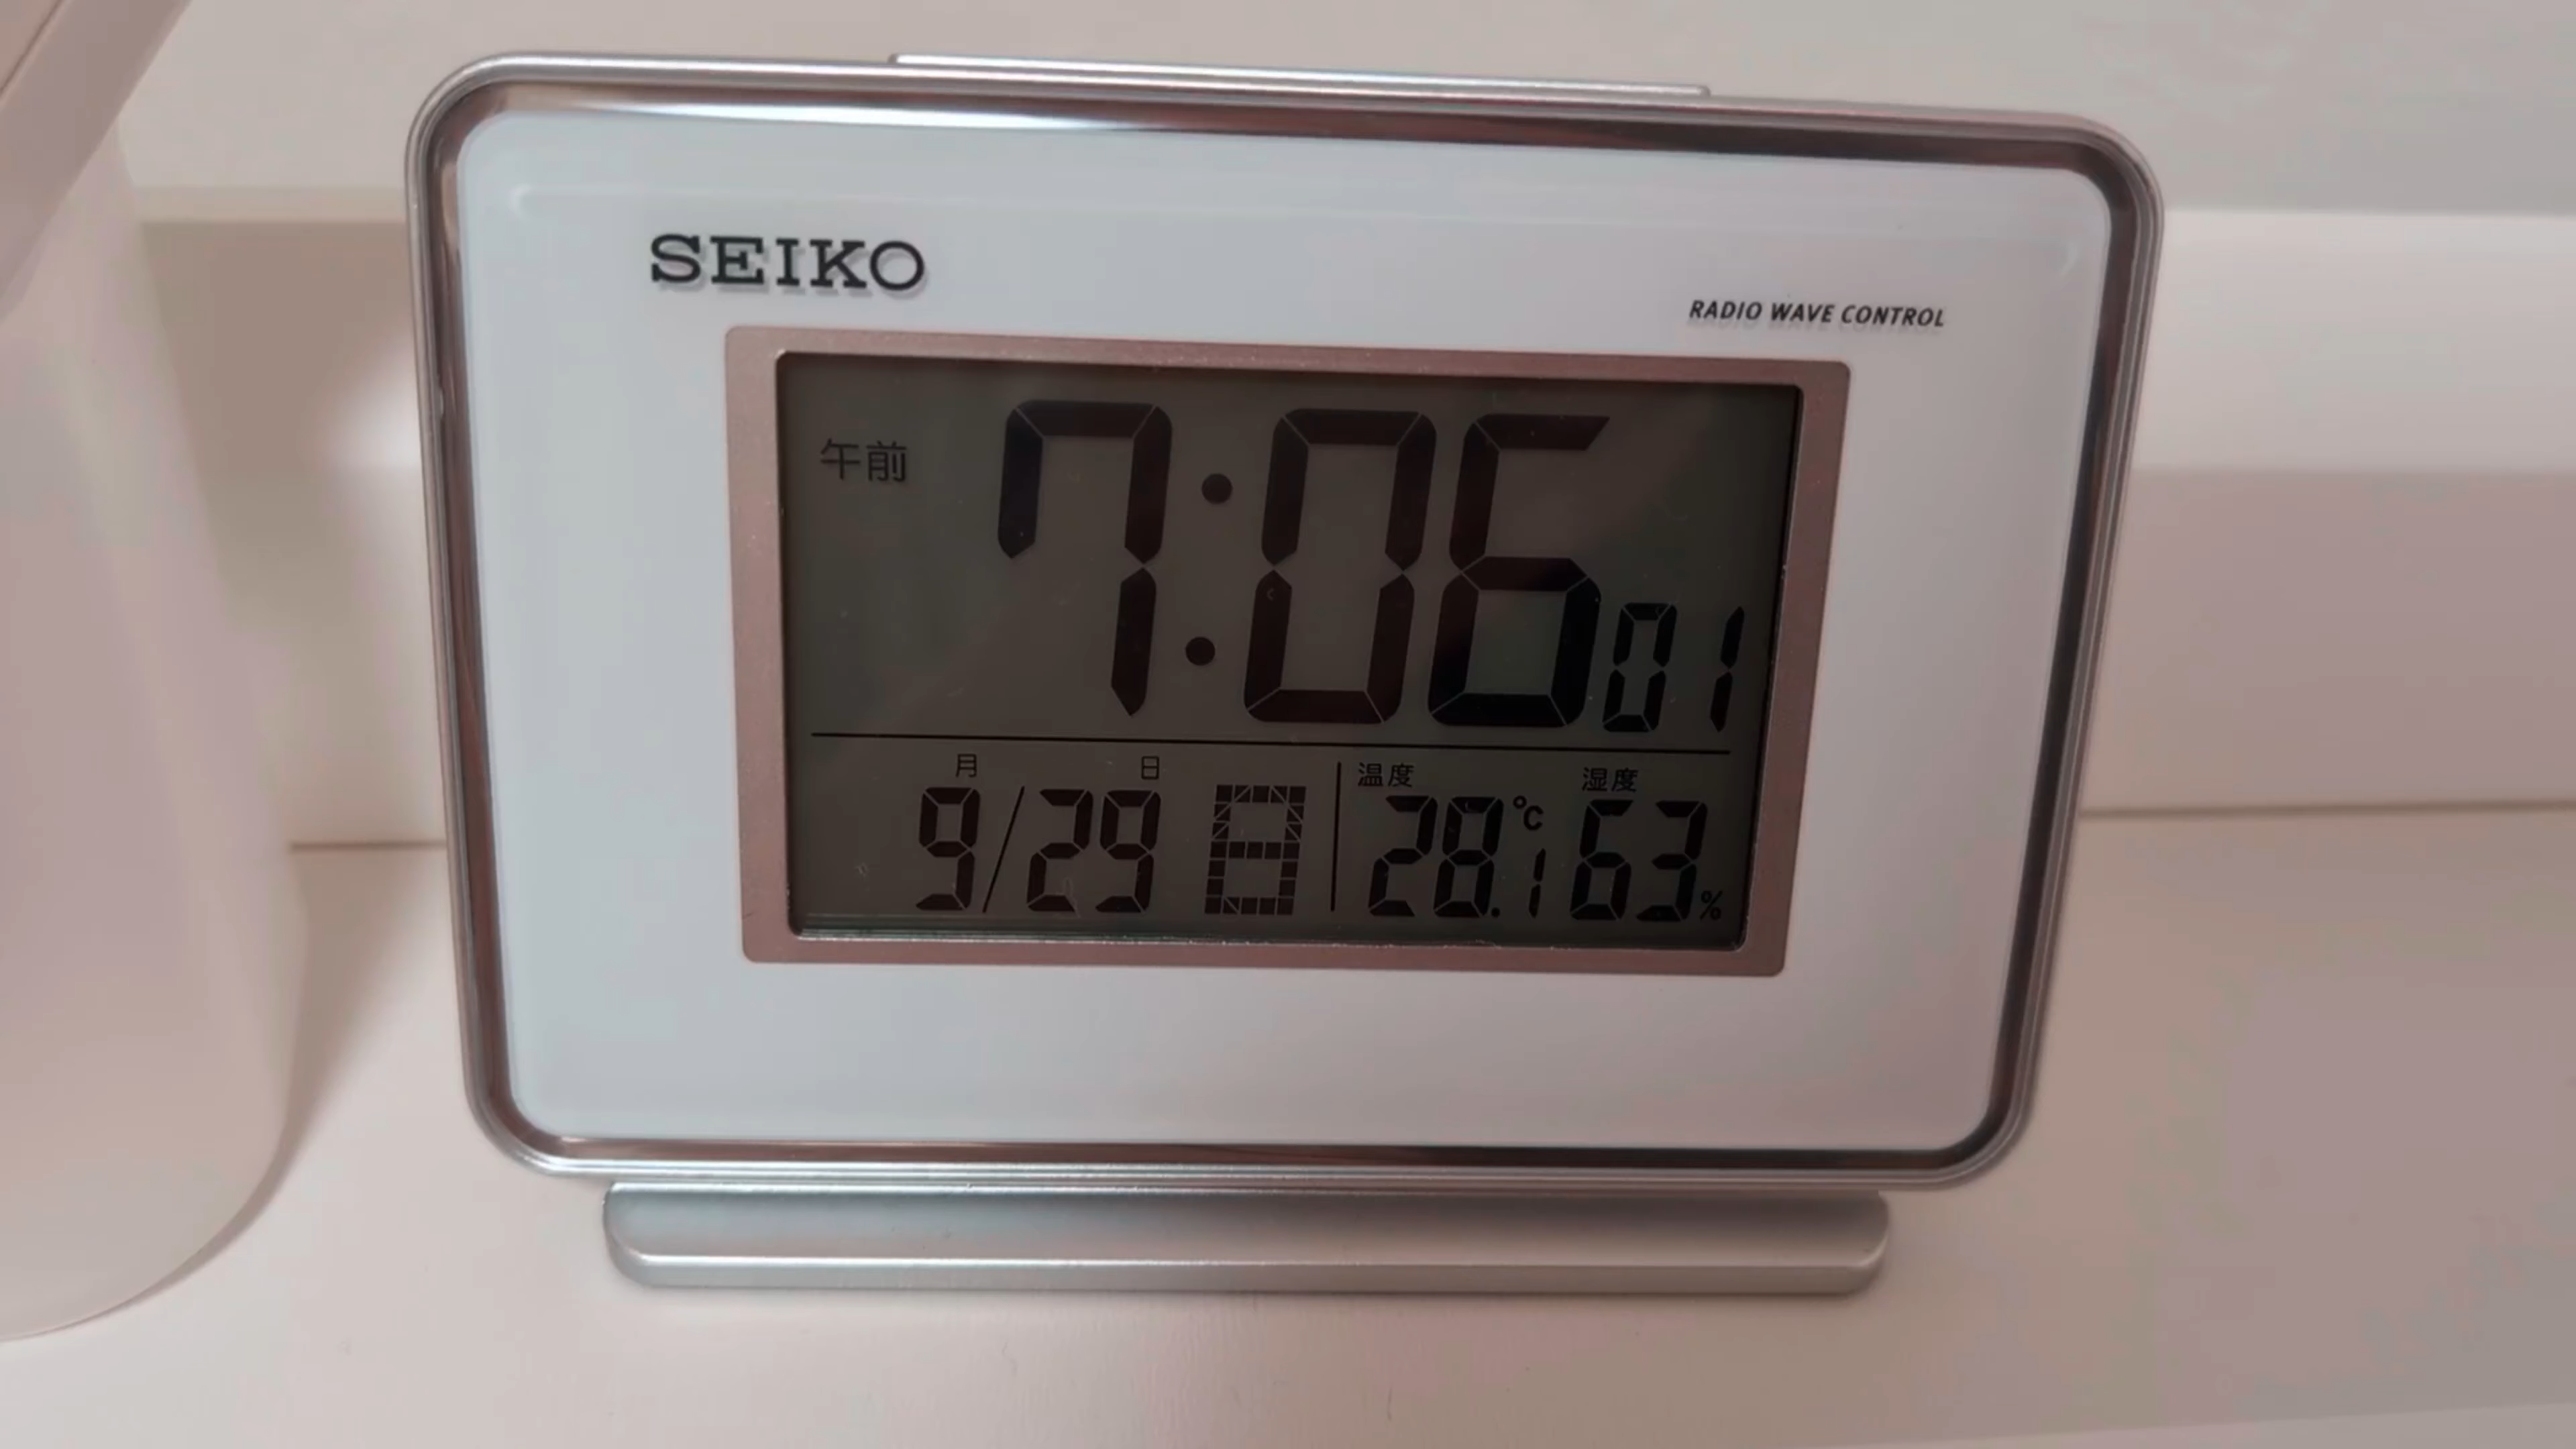 SEIKO
RADIO WAVE CONTROL
午前 7:06 01
月 日 温度 湿度
9/29 日 28.1℃ 63%